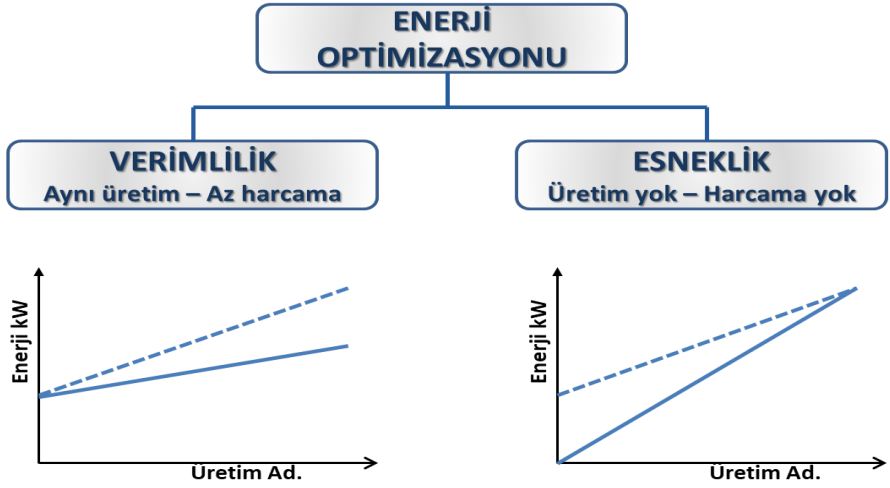 ENERJİ
OPTİMİZASYONU
VERİMLİLİK
Aynı üretim – Az harcama
ESNEKLİK
Üretim yok – Harcama yok
Enerji kW
Üretim Ad.
Enerji kW
Üretim Ad.